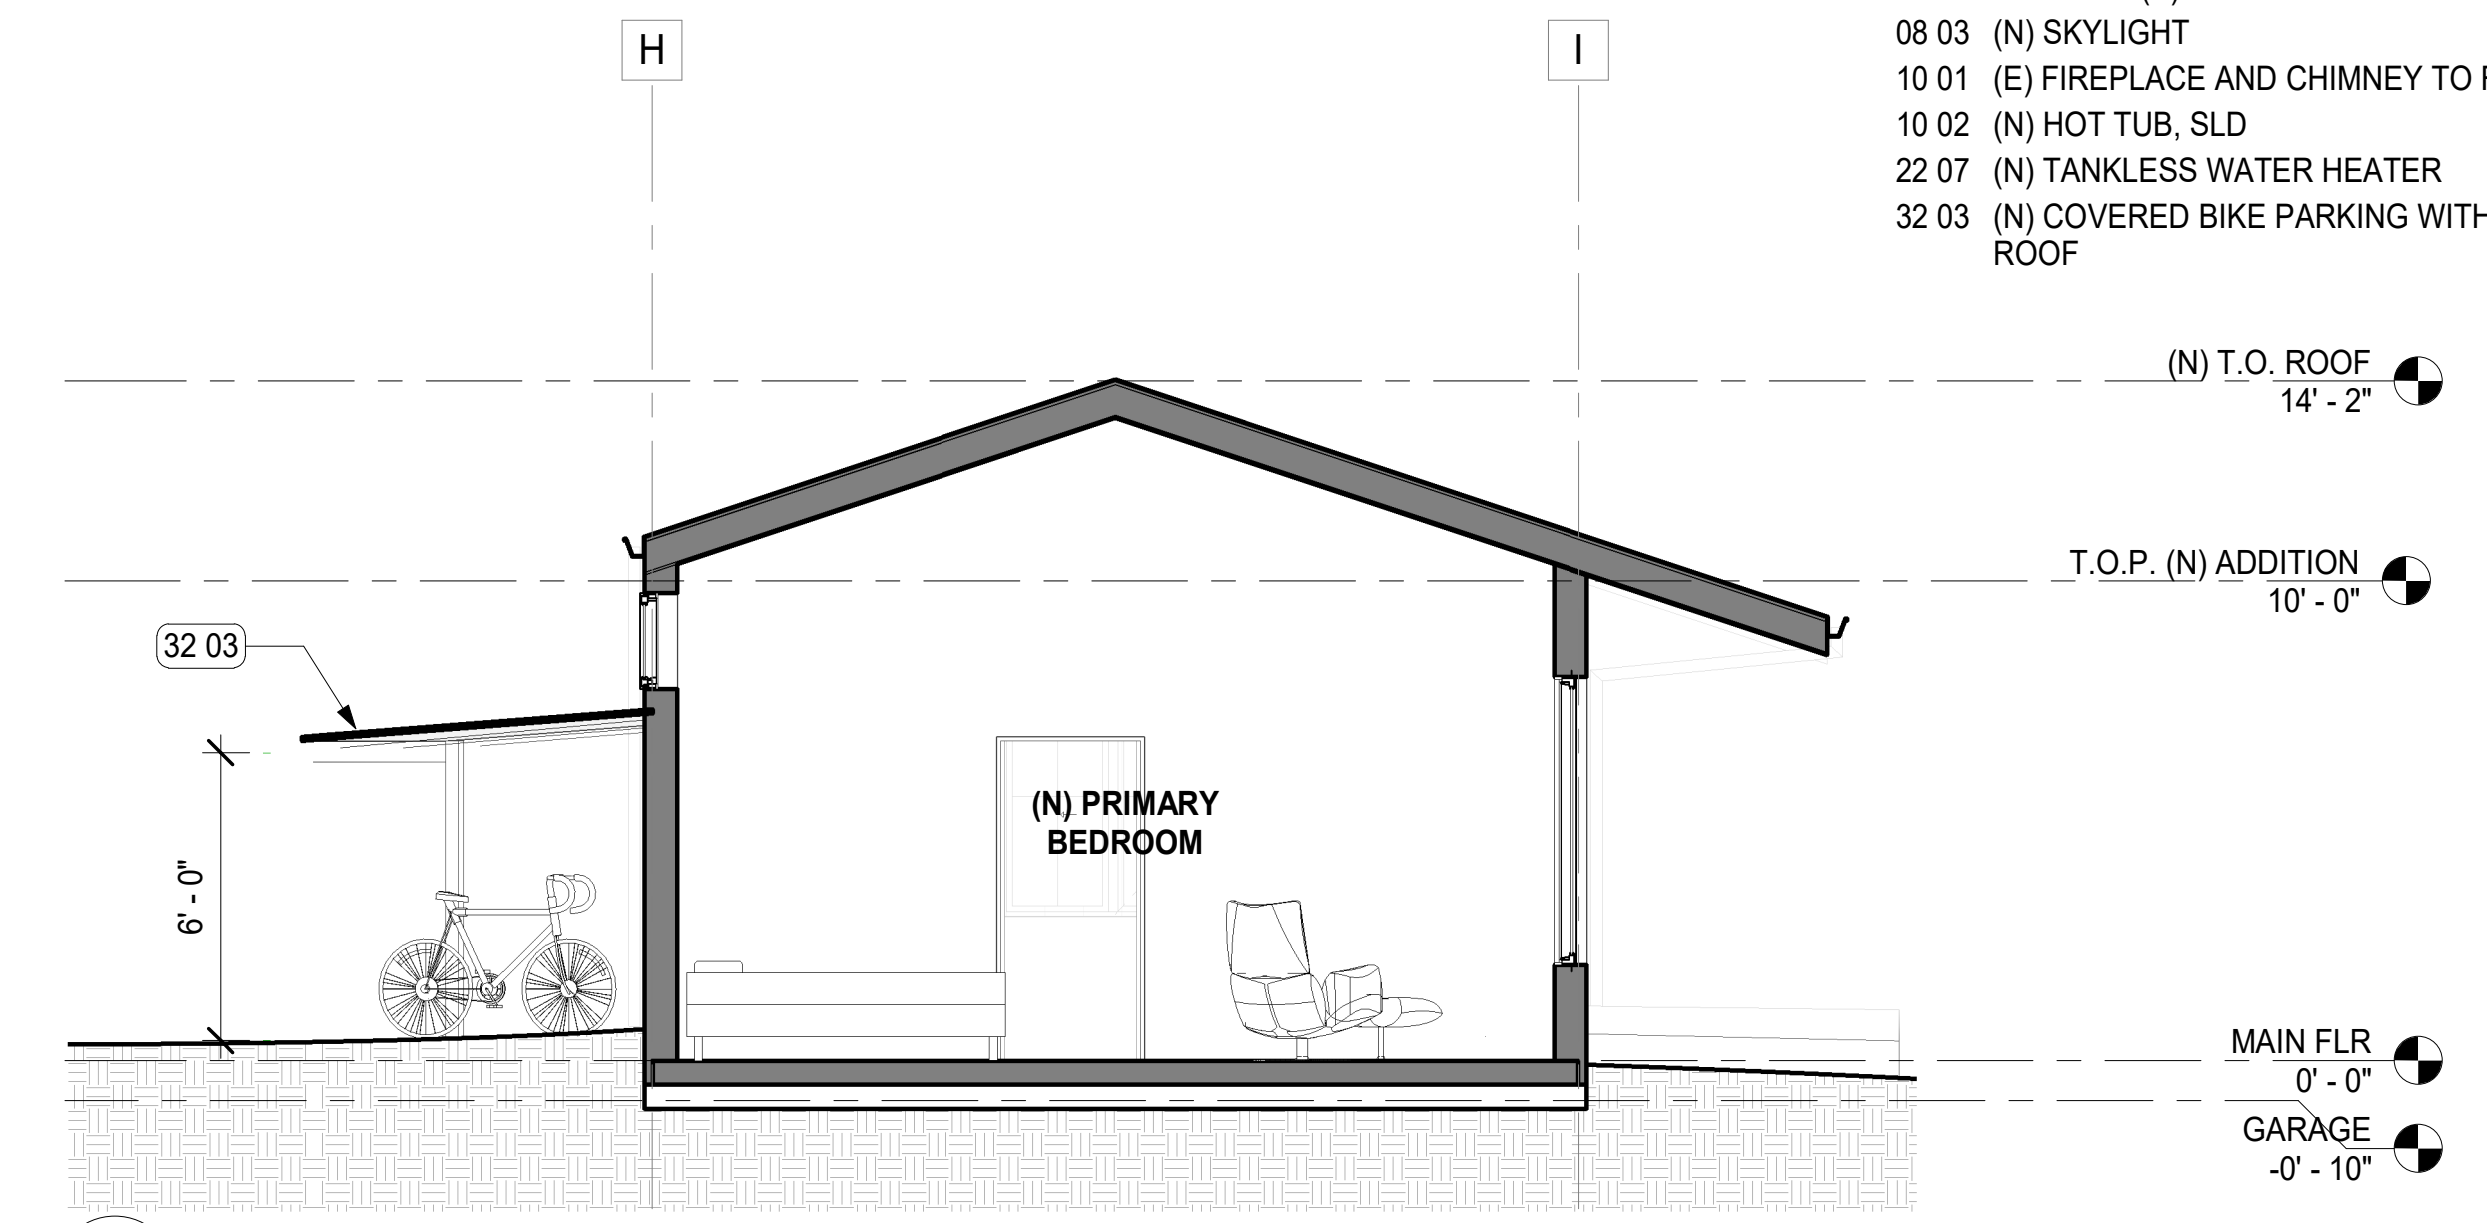 H
I
08 03 (N) SKYLIGHT
10 01 (E) FIREPLACE AND CHIMNEY TO
10 02 (N) HOT TUB, SLD
22 07 (N) TANKLESS WATER HEATER
32 03 (N) COVERED BIKE PARKING WITH
ROOF
(N) T.O. ROOF
14' - 2"
T.O.P. (N) ADDITION
10' - 0"
32 03
(N) PRIMARY
BEDROOM
6' - 0"
MAIN FLR
0' - 0"
GARAGE
-0' - 10"